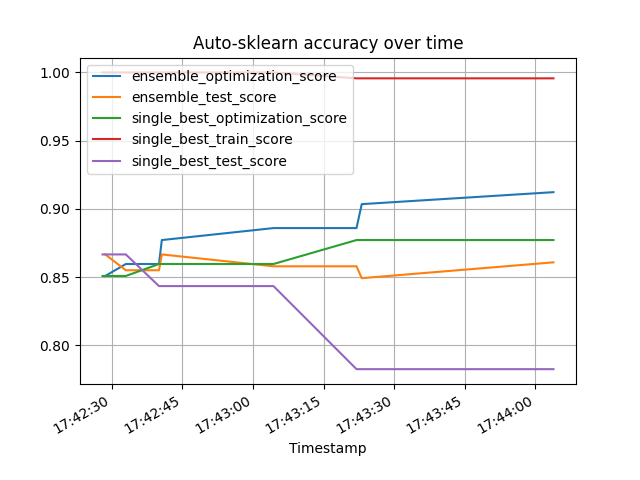 Auto-sklearn accuracy over time
1.00
0.95
0.90
0.85
0.80
ensemble_optimization_score
ensemble_test_score
single_best_optimization_score
single_best_train_score
single_best_test_score
17:42:30
17:42:45
17:43:00
17:43:15
17:43:30
17:43:45
17:44:00
Timestamp